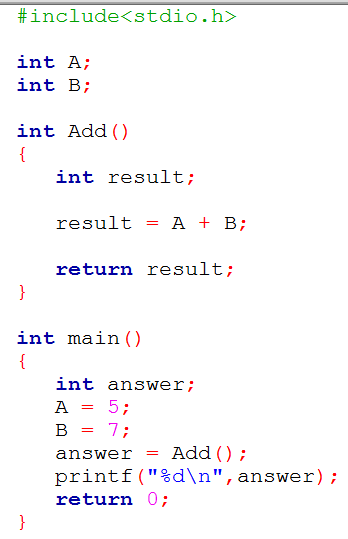 #include<stdio.h>
int A;
int B;
int Add()
{
int result;
result = A + B;
return result;
}
int main()
{
int answer;
A = 5;
B = 7;
answer = Add();
printf("%d\n",answer);
return 0;
}